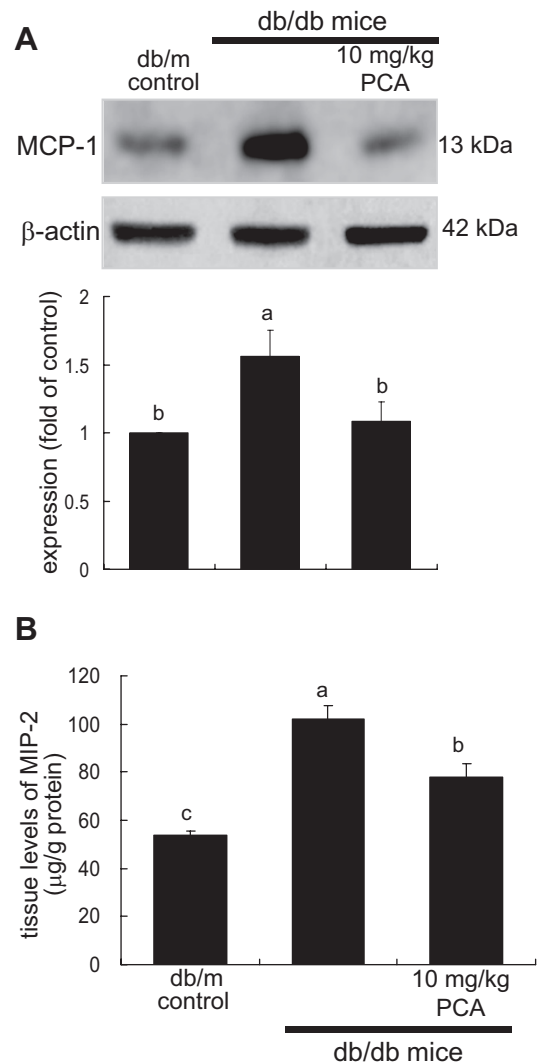 A
db/db mice
db/m
control
10 mg/kg
PCA
MCP-1
13 kDa
β-actin
42 kDa
expression (fold of control)
2
1.5
1
0.5
0
b
a
b
B
tissue levels of MIP-2
(μg/g protein)
120
100
80
60
40
20
0
c
a
b
db/m
control
10 mg/kg
PCA
db/db mice